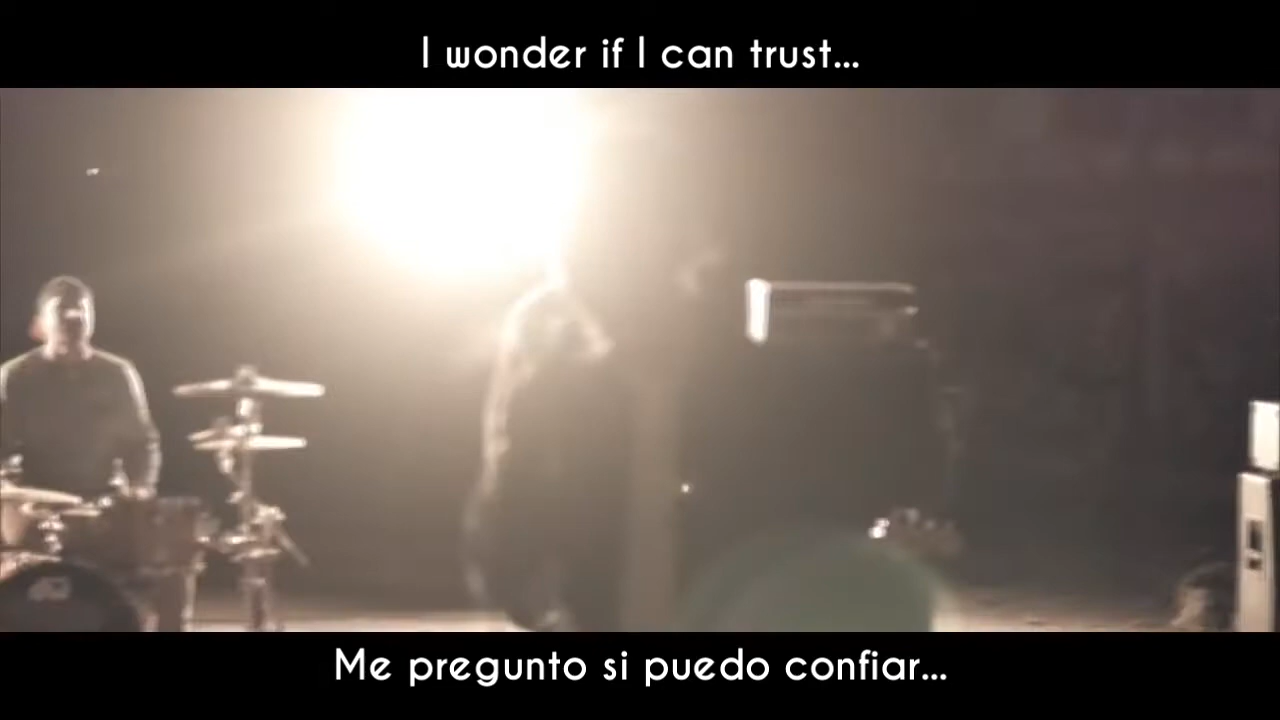 I wonder if I can trust...
Me pregunto si puedo confiar...